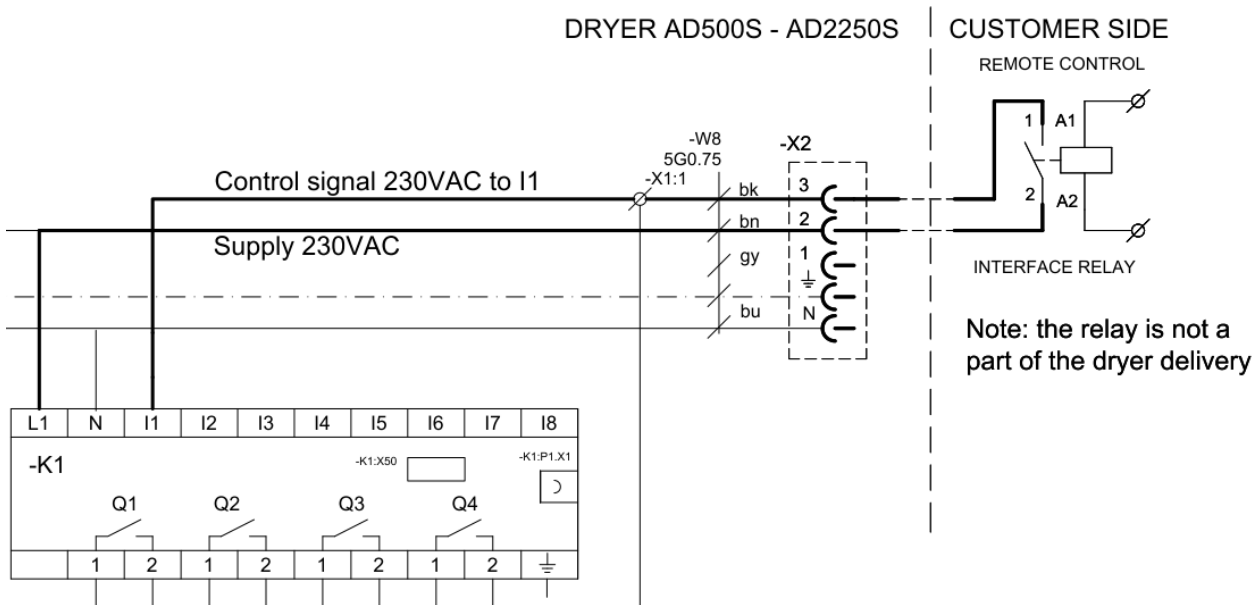 DRYER AD500S - AD2250S
CUSTOMER SIDE
REMOTE CONTROL
1 A1
2 A2
INTERFACE RELAY
Note: the relay is not a
part of the dryer delivery
-W8
5G0.75
-X1:1
-X2
Control signal 230VAC to I1
bk 3
Supply 230VAC
bn 2
gy 1
bu N
L1 N I1 I2 I3 I4 I5 I6 I7 I8
-K1
-K1:X50
-K1:P1.X1
Q1 Q2 Q3 Q4
1 2 1 2 1 2 1 2